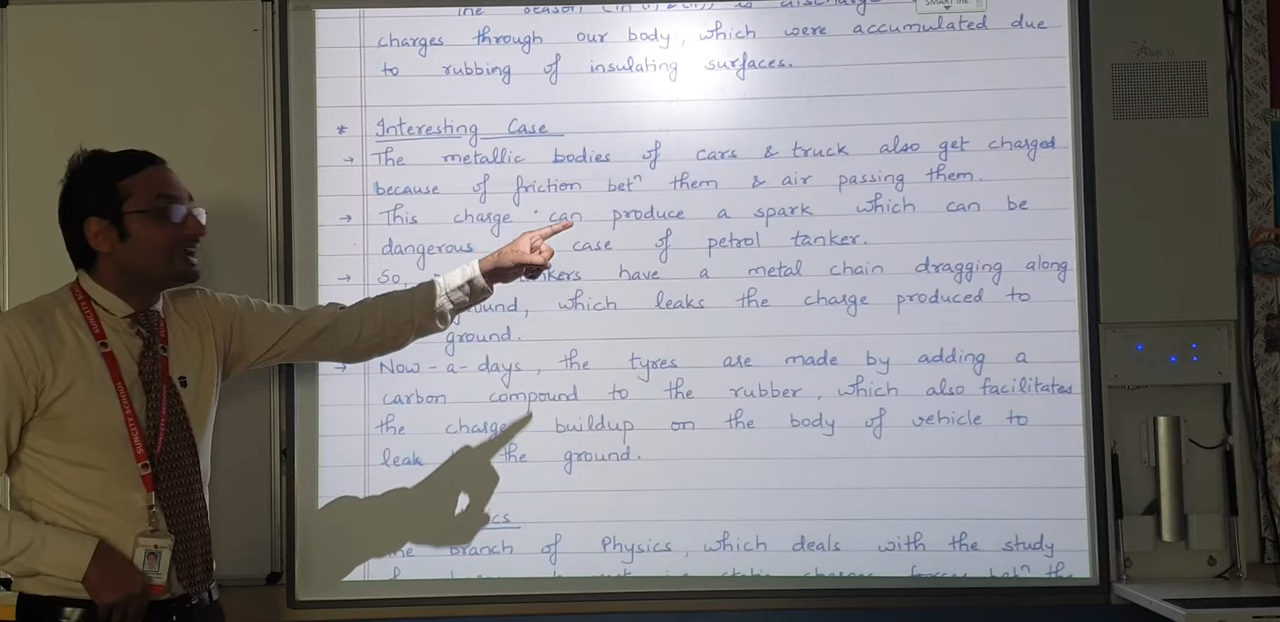 charges through our body, which were accumulated due
to rubbing of insulating surfaces.
* Interesting Case
→ The metallic bodies of cars & truck also get charged
because of friction betⁿ them & air passing them.
→ This charge can produce a spark which can be
dangerous case of petrol tanker.
→ So, have a metal chain dragging along
which leaks the charge produced to
ground.
→ Now-a-days, the tyres are made by adding a
carbon compound to the rubber, which also facilitates
the charge buildup on the body of vehicle to
leak the ground.
branch of Physics, which deals with the study
SUNCITY SCHOOL